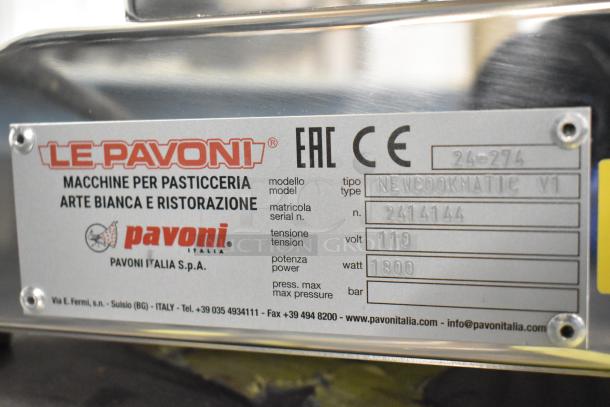 LE PAVONI®
MACCHINE PER PASTICCERIA
ARTE BIANCA E RISTORAZIONE
pavoni®
ITALIA
PAVONI ITALIA S.p.A.
EAC CE 24-274
modello tipo NEWCOOKMATIC V1
model type
matricola
serial n. n. 2414144
tensione
tension volt 110
potenza
power watt 1800
press. max
max pressure bar
Via E. Fermi, s.n. - Suisio (BG) - ITALY - Tel. +39 035 4934111 - Fax +39 494 8200 - www.pavonitalia.com - info@pavonitalia.com